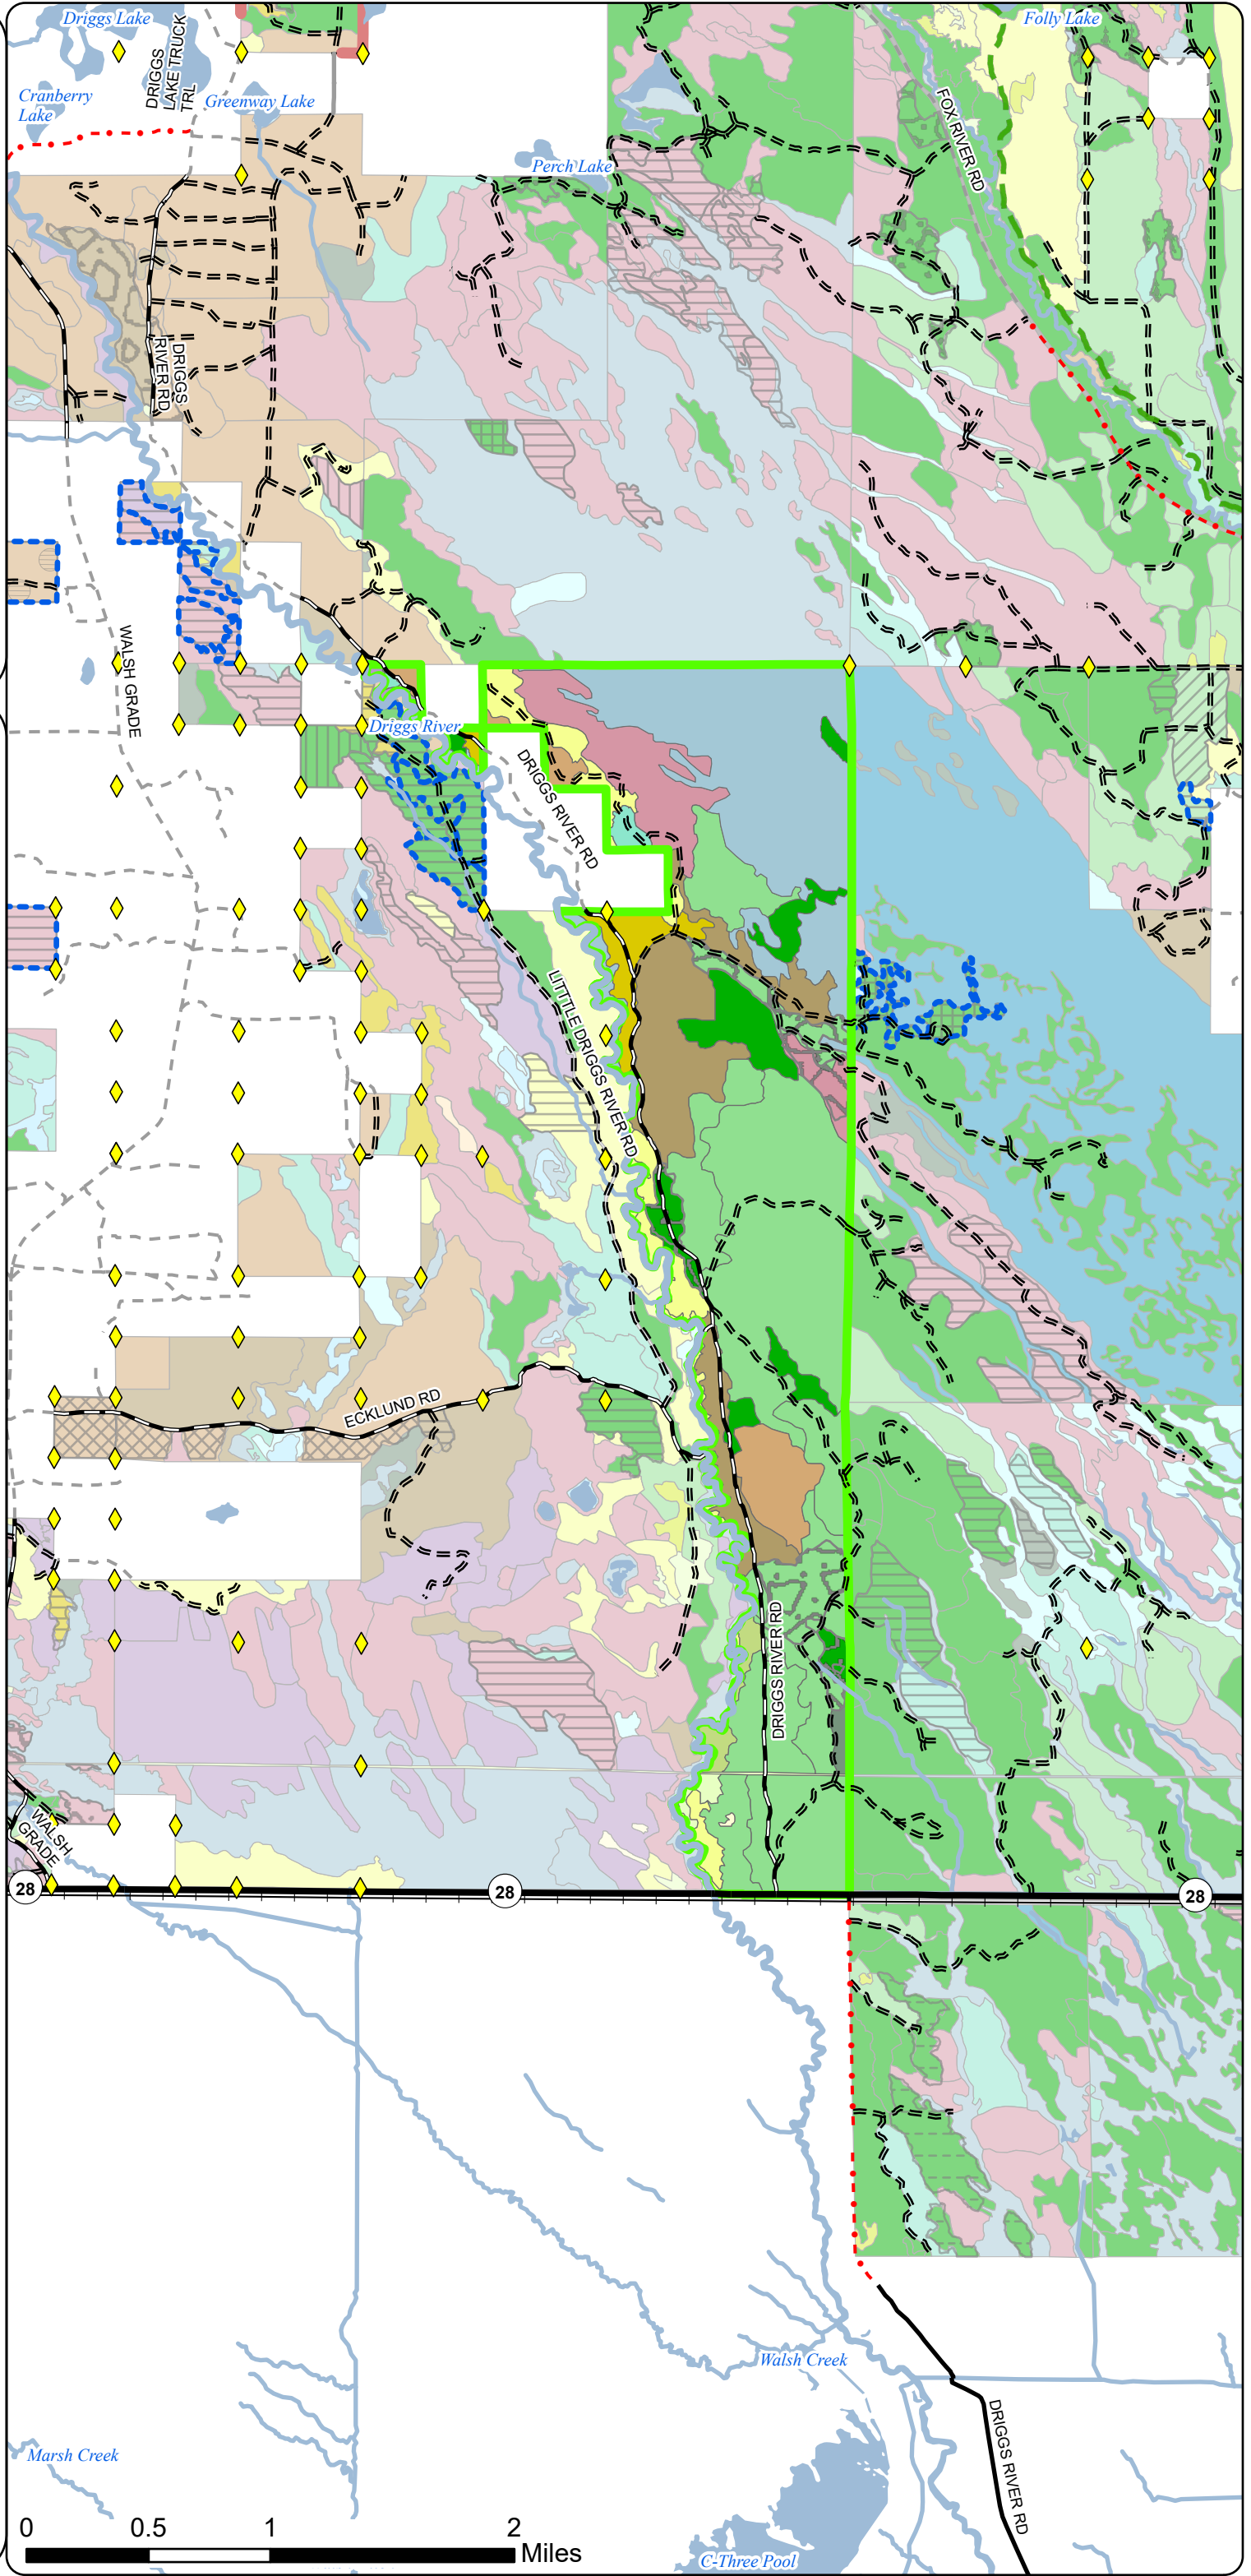 Driggs Lake
Folly Lake
DRIGGS
LAKE TRUCK
TRL
Cranberry
Lake
Greenway Lake
FOX RIVER RD
Perch Lake
DRIGGS
RIVER RD
WALSH GRADE
Driggs River
DRIGGS RIVER RD
LITTLE DRIGGS RIVER RD
ECKLUND RD
DRIGGS RIVER RD
WALSH
GRADE
28
28
28
Walsh Creek
DRIGGS RIVER RD
Marsh Creek
0 0.5 1 2
Miles
C-Three Pool